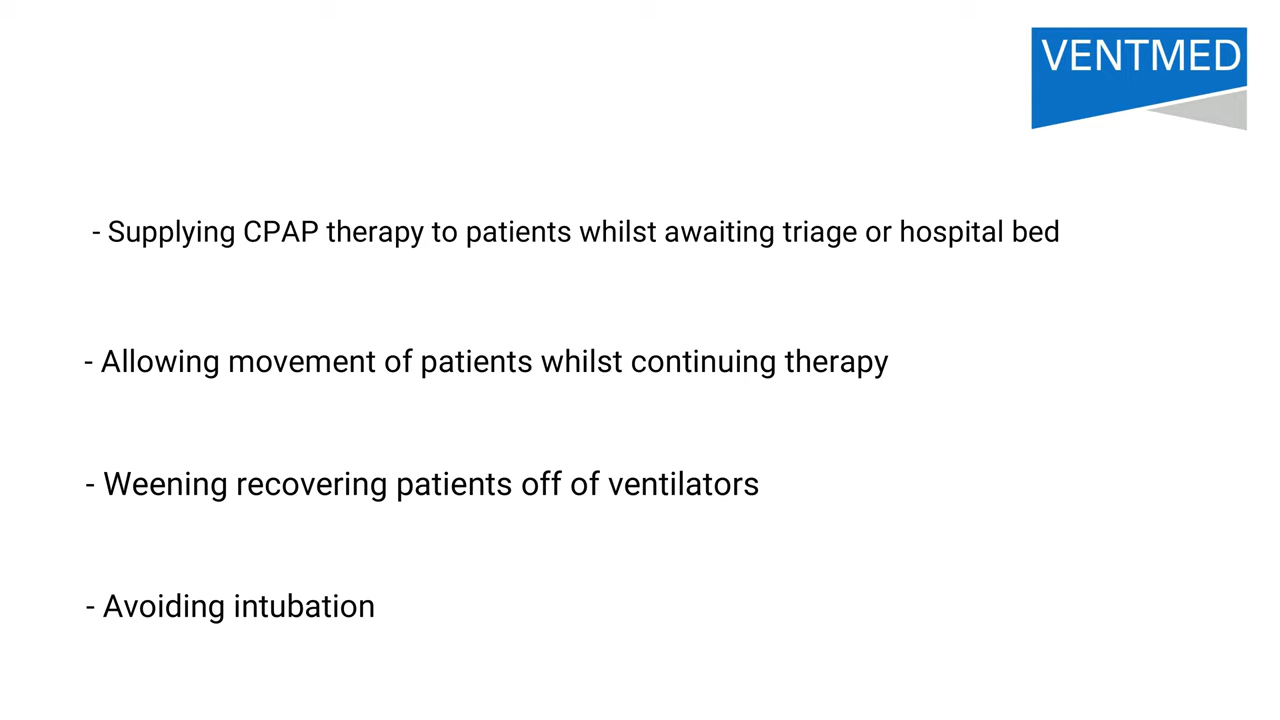 VENTMED
- Supplying CPAP therapy to patients whilst awaiting triage or hospital bed
- Allowing movement of patients whilst continuing therapy
- Weening recovering patients off of ventilators
- Avoiding intubation